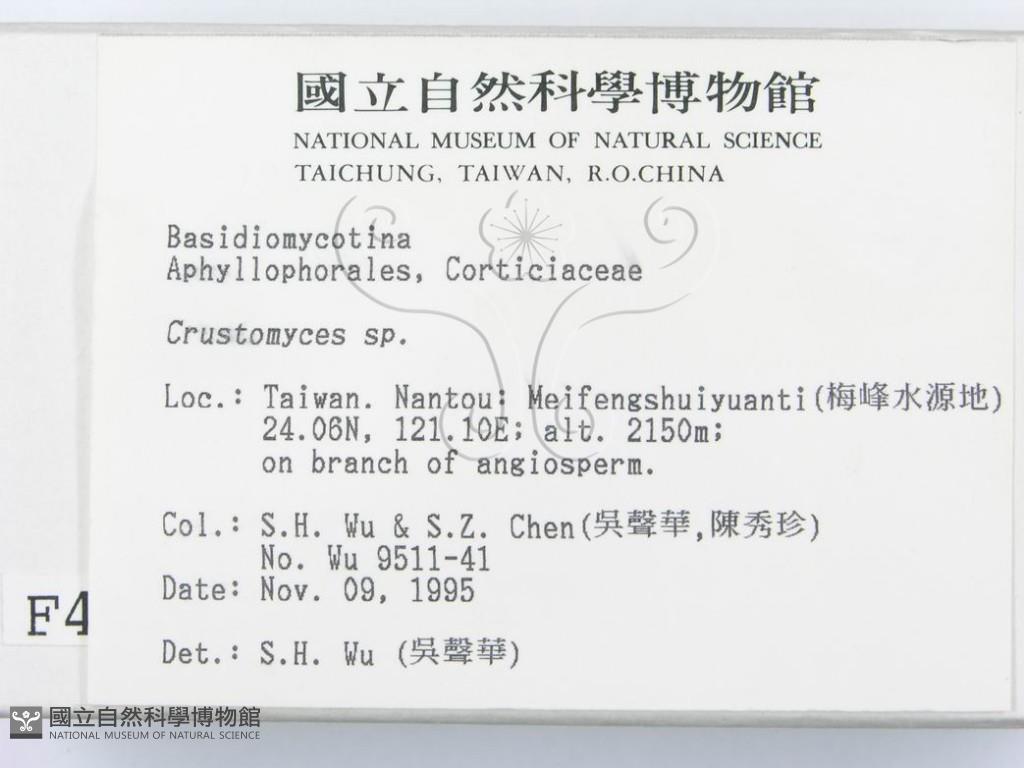 國立自然科學博物館
NATIONAL MUSEUM OF NATURAL SCIENCE
TAICHUNG, TAIWAN, R.O.CHINA
Basidiomycotina
Aphyllophorales, Corticiaceae
Crustomyces sp.
Loc.: Taiwan. Nantou: Meifengshuiyuanti(梅峰水源地)
24.06N, 121.10E; alt. 2150m;
on branch of angiosperm.
Col.: S.H. Wu & S.Z. Chen(吳聲華,陳秀珍)
No. Wu 9511-41
Date: Nov. 09, 1995
Det.: S.H. Wu (吳聲華)
F4
國立自然科學博物館
NATIONAL MUSEUM OF NATURAL SCIENCE